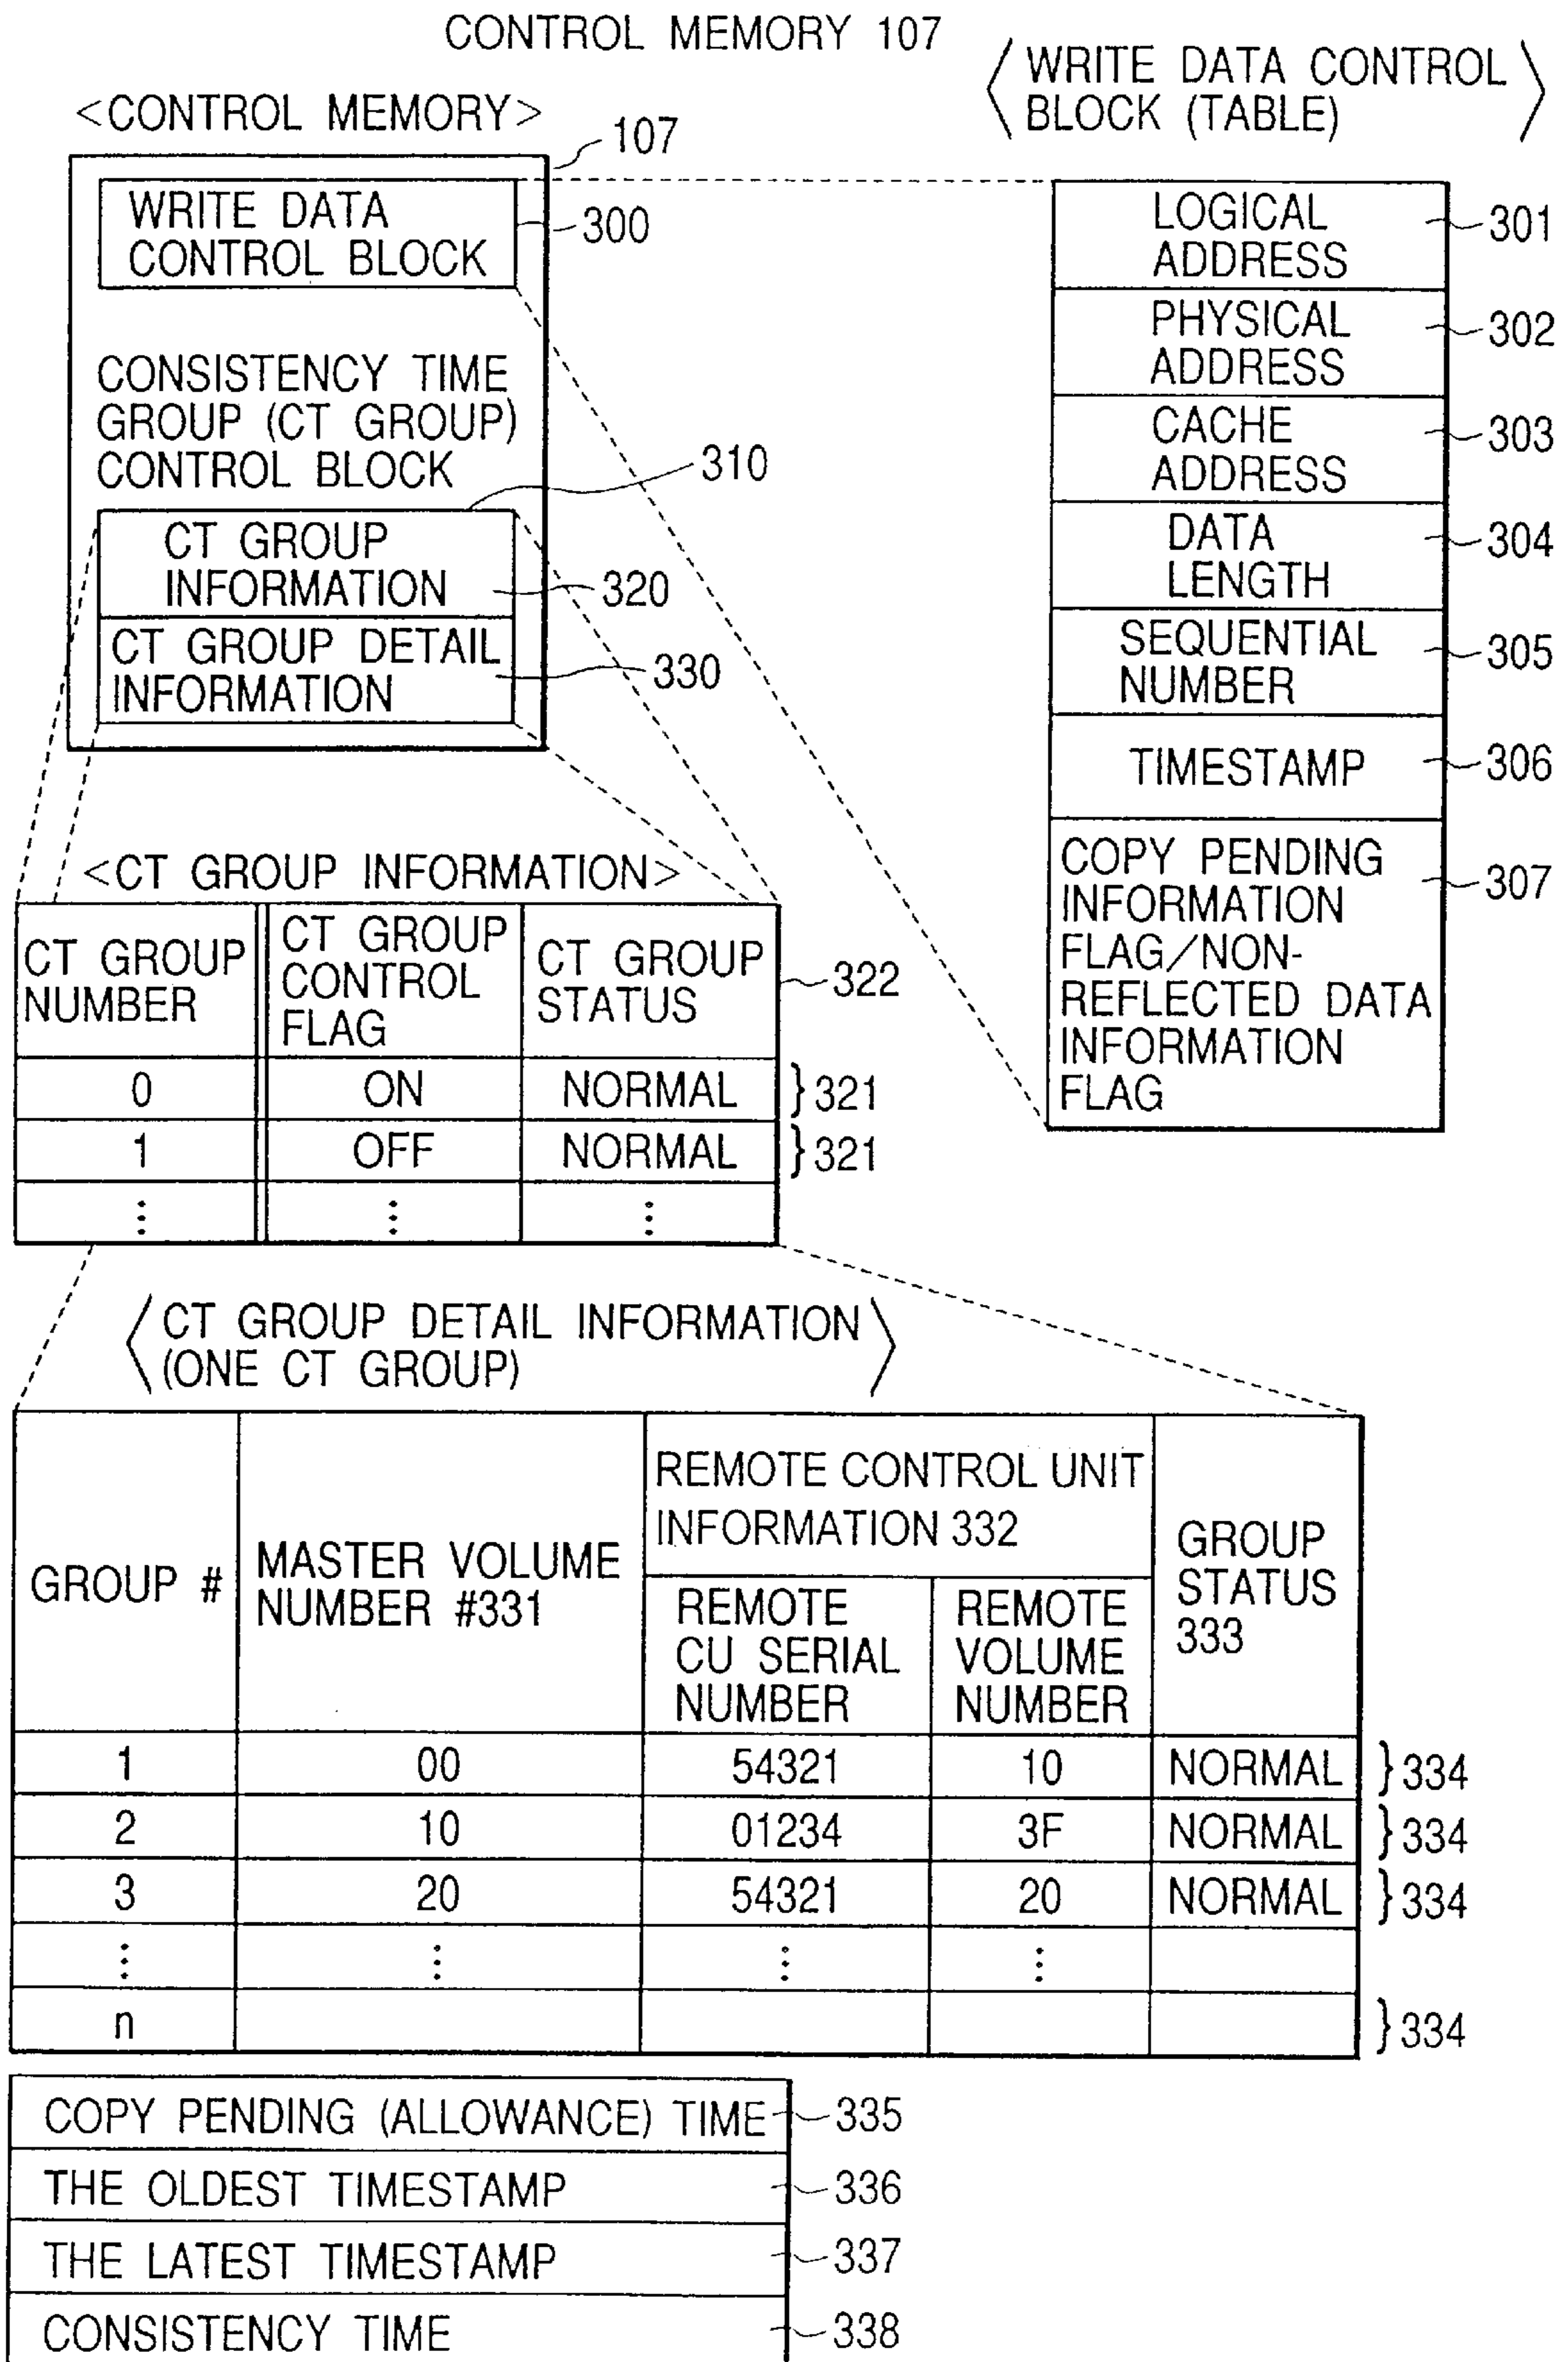 CONTROL MEMORY 107
<CONTROL MEMORY>
107
WRITE DATA
CONTROL BLOCK
300
CONSISTENCY TIME
GROUP (CT GROUP)
CONTROL BLOCK
310
CT GROUP
INFORMATION
320
CT GROUP DETAIL
INFORMATION
330
WRITE DATA CONTROL
BLOCK (TABLE)
LOGICAL
ADDRESS
301
PHYSICAL
ADDRESS
302
CACHE
ADDRESS
303
DATA
LENGTH
304
SEQUENTIAL
NUMBER
305
TIMESTAMP
306
COPY PENDING
INFORMATION
FLAG/NON-
REFLECTED DATA
INFORMATION
FLAG
307
<CT GROUP INFORMATION>
CT GROUP
NUMBER
CT GROUP
CONTROL
FLAG
CT GROUP
STATUS
322
0 ON NORMAL }321
1 OFF NORMAL }321
⋮ ⋮ ⋮
CT GROUP DETAIL INFORMATION
(ONE CT GROUP)
GROUP #
MASTER VOLUME
NUMBER #331
REMOTE CONTROL UNIT
INFORMATION 332
REMOTE
CU SERIAL
NUMBER
REMOTE
VOLUME
NUMBER
GROUP
STATUS
333
1 00 54321 10 NORMAL }334
2 10 01234 3F NORMAL }334
3 20 54321 20 NORMAL }334
⋮ ⋮ ⋮ ⋮
n }334
COPY PENDING (ALLOWANCE) TIME 335
THE OLDEST TIMESTAMP 336
THE LATEST TIMESTAMP 337
CONSISTENCY TIME 338